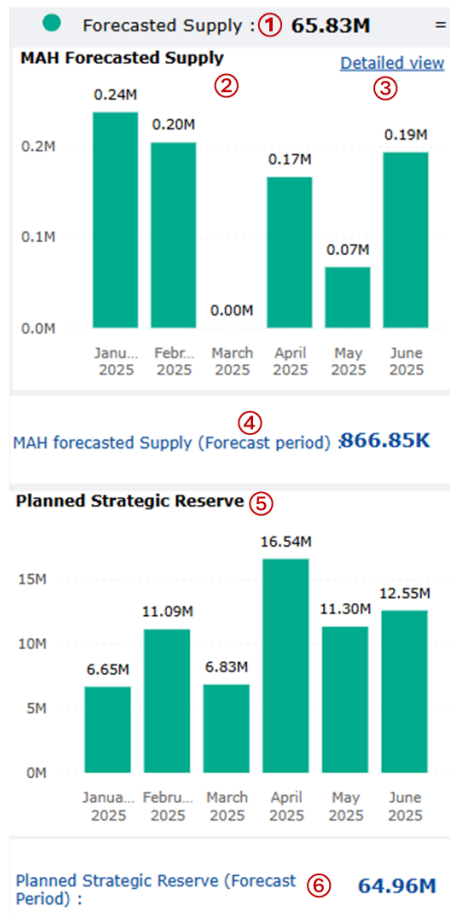 Forecasted Supply : ① 65.83M =
MAH Forecasted Supply
Detailed view
② ③
0.24M
0.20M
0.19M
0.17M
0.07M
0.00M
0.2M
0.1M
0.0M
Janu... Febr... March April May June
2025 2025 2025 2025 2025 2025
④
MAH forecasted Supply (Forecast period) : 866.85K
Planned Strategic Reserve ⑤
16.54M
12.55M
11.09M
11.30M
6.65M
6.83M
15M
10M
5M
0M
Janua... Febru... March April May June
2025 2025 2025 2025 2025 2025
Planned Strategic Reserve (Forecast ⑥ 64.96M
Period) :